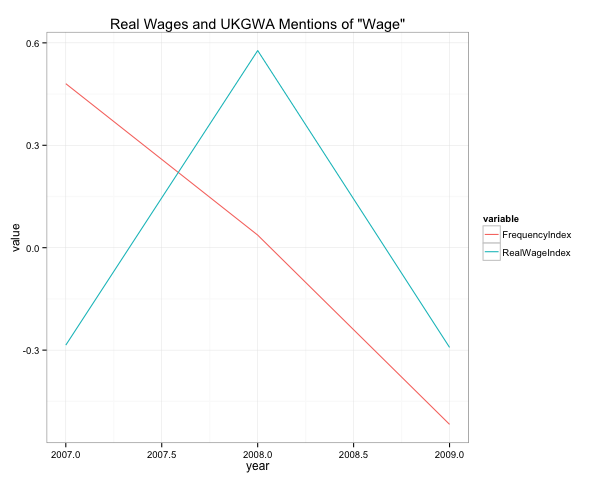 Real Wages and UKGWA Mentions of "Wage"
0.6
0.3
0.0
-0.3
value
2007.0 2007.5 2008.0 2008.5 2009.0
year
variable
FrequencyIndex
RealWageIndex